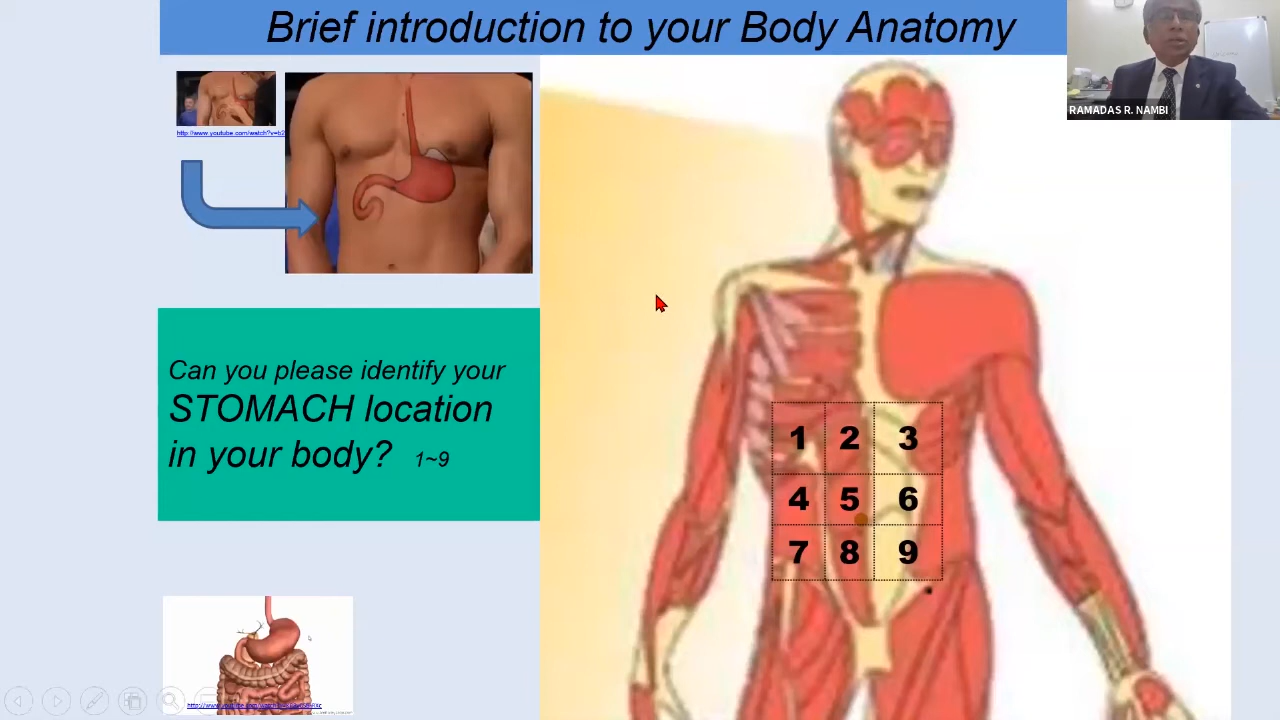 Brief introduction to your Body Anatomy
RAMADAS R. NAMBI
Can you please identify your
STOMACH location
in your body? 1~9
1 2 3
4 5 6
7 8 9